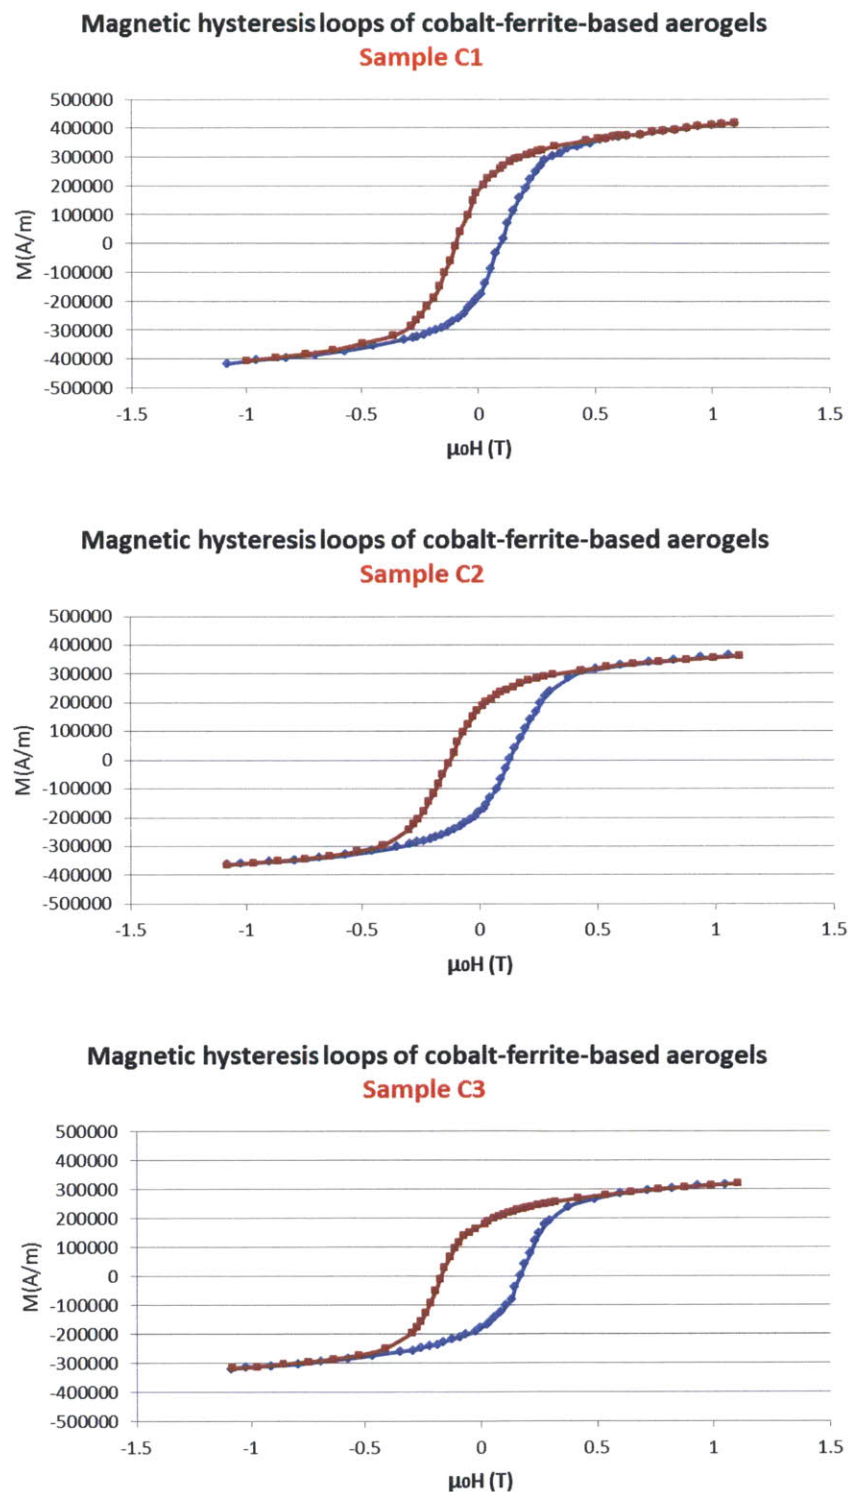 Magnetic hysteresis loops of cobalt-ferrite-based aerogels
Sample C1
500000
400000
300000
200000
100000
0
-100000
-200000
-300000
-400000
-500000
M(A/m)
-1.5 -1 -0.5 0 0.5 1 1.5
μ0H (T)
Magnetic hysteresis loops of cobalt-ferrite-based aerogels
Sample C2
500000
400000
300000
200000
100000
0
-100000
-200000
-300000
-400000
-500000
M(A/m)
-1.5 -1 -0.5 0 0.5 1 1.5
μ0H (T)
Magnetic hysteresis loops of cobalt-ferrite-based aerogels
Sample C3
500000
400000
300000
200000
100000
0
-100000
-200000
-300000
-400000
-500000
M(A/m)
-1.5 -1 -0.5 0 0.5 1 1.5
μ0H (T)